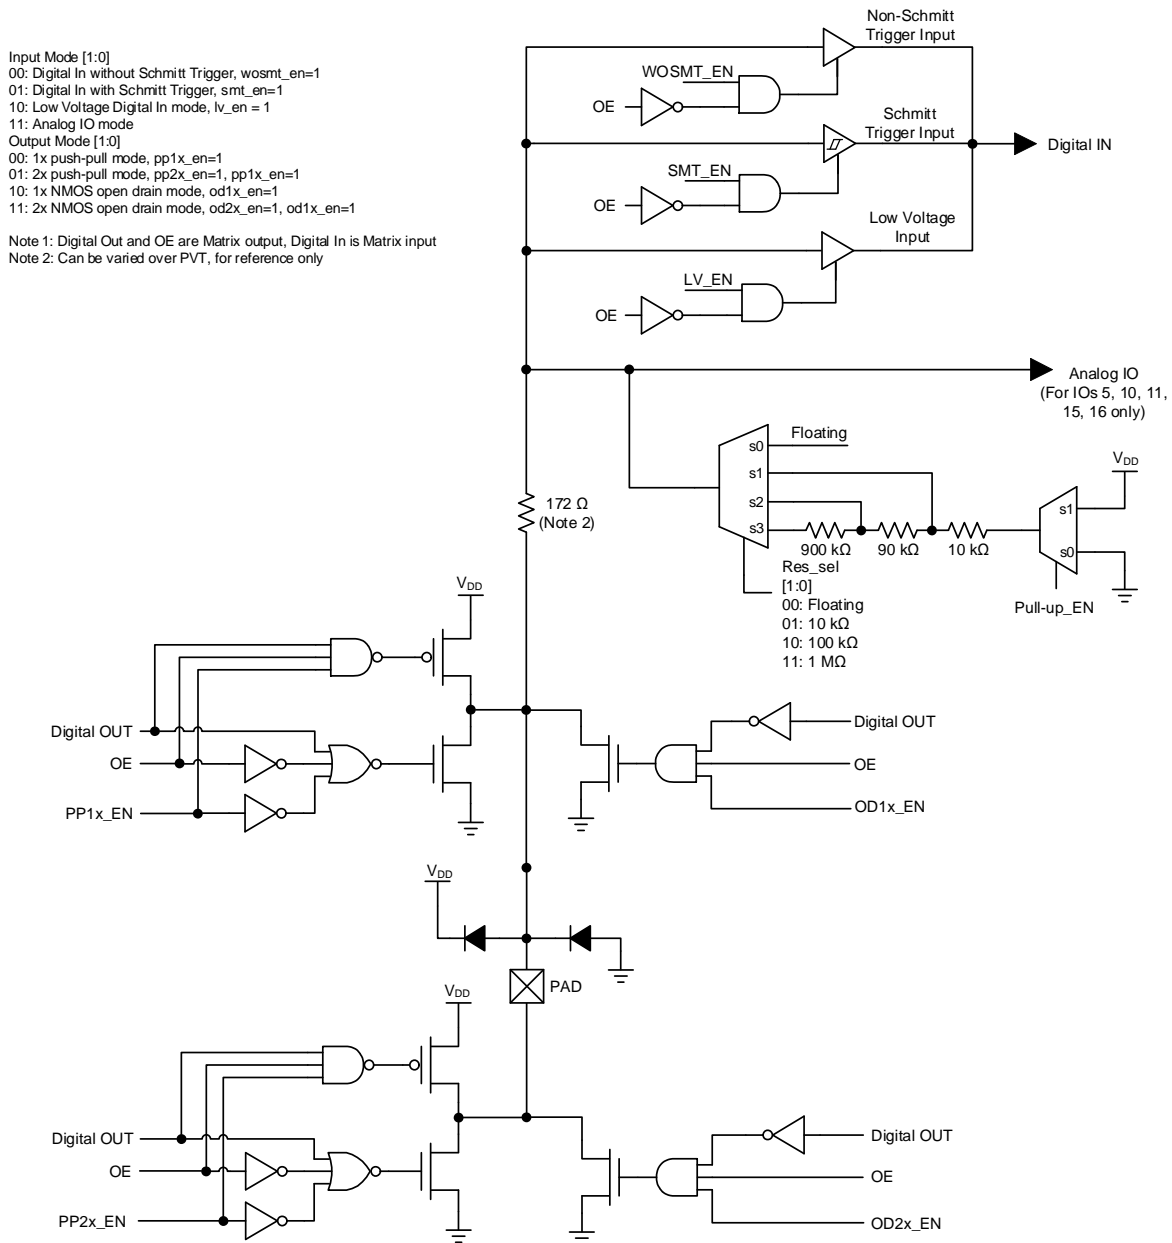 Input Mode [1:0]
00: Digital In without Schmitt Trigger, wosmt_en=1
01: Digital In with Schmitt Trigger, smt_en=1
10: Low Voltage Digital In mode, lv_en = 1
11: Analog IO mode
Output Mode [1:0]
00: 1x push-pull mode, pp1x_en=1
01: 2x push-pull mode, pp2x_en=1, pp1x_en=1
10: 1x NMOS open drain mode, od1x_en=1
11: 2x NMOS open drain mode, od2x_en=1, od1x_en=1
Note 1: Digital Out and OE are Matrix output, Digital In is Matrix input
Note 2: Can be varied over PVT, for reference only
Non-Schmitt
Trigger Input
WOSMT_EN
OE
Schmitt
Trigger Input
Digital IN
SMT_EN
OE
Low Voltage
Input
LV_EN
OE
Analog IO
(For IOs 5, 10, 11,
15, 16 only)
s0
Floating
s1
s2
s3
172 Ω
(Note 2)
900 kΩ
90 kΩ
10 kΩ
VDD
s1
s0
Pull-up_EN
Res_sel
[1:0]
00: Floating
01: 10 kΩ
10: 100 kΩ
11: 1 MΩ
VDD
Digital OUT
OE
PP1x_EN
Digital OUT
OE
OD1x_EN
VDD
PAD
VDD
Digital OUT
OE
PP2x_EN
Digital OUT
OE
OD2x_EN